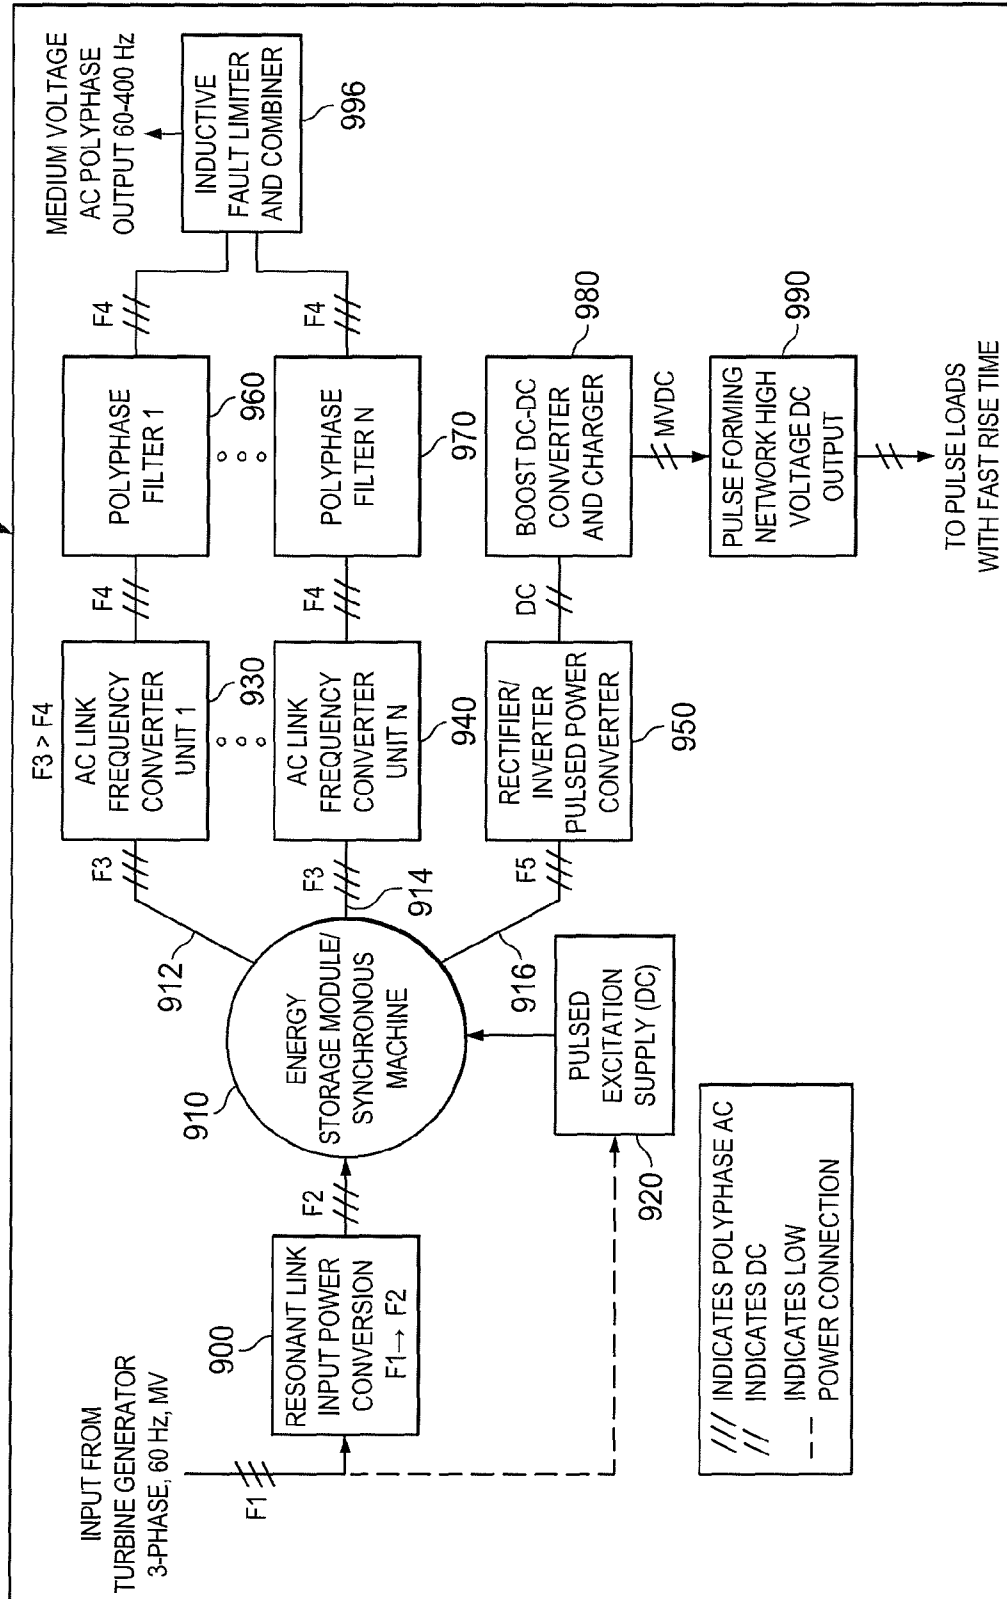 INPUT FROM
TURBINE GENERATOR
3-PHASE, 60 Hz, MV
F1
900
RESONANT LINK
INPUT POWER
CONVERSION
F1→ F2
F2
910
ENERGY
STORAGE MODULE/
SYNCHRONOUS
MACHINE
920
PULSED
EXCITATION
SUPPLY (DC)
912
914
916
F3
F3
F5
F3 > F4
AC LINK
FREQUENCY
CONVERTER
UNIT 1
930
AC LINK
FREQUENCY
CONVERTER
UNIT N
940
RECTIFIER/
INVERTER
PULSED POWER
CONVERTER
950
F4
F4
DC
POLYPHASE
FILTER 1
960
POLYPHASE
FILTER N
970
BOOST DC-DC
CONVERTER
AND CHARGER
980
F4
F4
MVDC
MEDIUM VOLTAGE
AC POLYPHASE
OUTPUT 60-400 Hz
INDUCTIVE
FAULT LIMITER
AND COMBINER
996
PULSE FORMING
NETWORK HIGH
VOLTAGE DC
OUTPUT
990
TO PULSE LOADS
WITH FAST RISE TIME
INDICATES POLYPHASE AC
INDICATES DC
INDICATES LOW
POWER CONNECTION